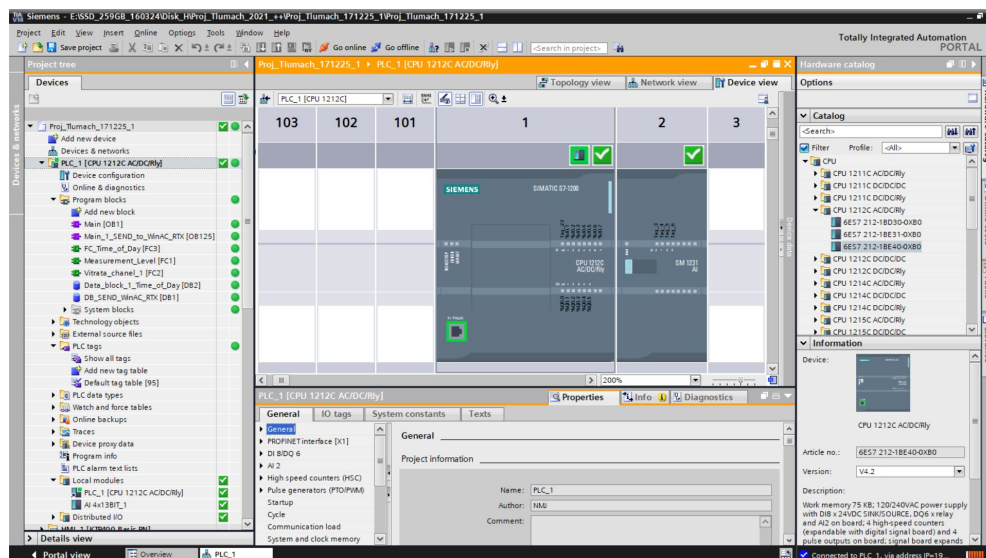 Siemens - E:\SSD_259GB_160324\Disk_H\Proj_Tlumach_2021_++\Proj_Tlumach_171225_1\Proj_Tlumach_171225_1
Project Edit View Insert Online Options Tools Window Help
Totally Integrated Automation
PORTAL
Save project Go online Go offline <Search in project>
Project tree
Devices
Devices & networks
Proj_Tlumach_171225_1
Add new device
Devices & networks
PLC_1 [CPU 1212C AC/DC/Rly]
Device configuration
Online & diagnostics
Program blocks
Add new block
Main [OB1]
Main_1_SEND_to_WinAC_RTX [OB125]
FC_Time_of_Day [FC3]
Measurement_Level [FC1]
Vitrata_chanel_1 [FC2]
Data_block_1_Time_of_Day [DB2]
DB_SEND_WinAC_RTX [DB1]
System blocks
Technology objects
External source files
PLC tags
Show all tags
Add new tag table
Default tag table [95]
PLC data types
Watch and force tables
Online backups
Traces
Device proxy data
Program info
PLC alarm text lists
Local modules
PLC_1 [CPU 1212C AC/DC/Rly]
AI 4x13BIT_1
Distributed I/O
HMI_1 [KTP400 Basic PN]
Details view
Portal view Overview PLC_1
Proj_Tlumach_171225_1 PLC_1 [CPU 1212C AC/DC/Rly]
Topology view Network view Device view
PLC_1 [CPU 1212C]
103 102 101 1 2 3
SIEMENS SIMATIC S7-1200
CPU 1212C
AC/DC/Rly
SM 1231
AI
Device data
200%
PLC_1 [CPU 1212C AC/DC/Rly]
Properties Info Diagnostics
General IO tags System constants Texts
General
PROFINET interface [X1]
DI 8/DQ 6
AI 2
High speed counters (HSC)
Pulse generators (PTO/PWM)
Startup
Cycle
Communication load
System and clock memory
General
Project information
Name: PLC_1
Author: NMJ
Comment:
Hardware catalog
Options
Catalog
<Search>
Filter Profile: <All>
CPU
CPU 1211C AC/DC/Rly
CPU 1211C DC/DC/DC
CPU 1211C DC/DC/Rly
CPU 1212C AC/DC/Rly
6ES7 212-1BD30-0XB0
6ES7 212-1BE31-0XB0
6ES7 212-1BE40-0XB0
CPU 1212C DC/DC/DC
CPU 1212C DC/DC/Rly
CPU 1214C AC/DC/Rly
CPU 1214C DC/DC/DC
CPU 1214C DC/DC/Rly
CPU 1215C AC/DC/Rly
CPU 1215C DC/DC/DC
Information
Device:
CPU 1212C AC/DC/Rly
Article no.: 6ES7 212-1BE40-0XB0
Version: V4.2
Description:
Work memory 75 KB; 120/240VAC power supply
with DI8 x 24VDC SINK/SOURCE, DQ6 x relay
and AI2 on board; 4 high-speed counters
(expandable with digital signal board) and 4
pulse outputs on board; signal board expands
Connected to PLC_1, via address IP=19...